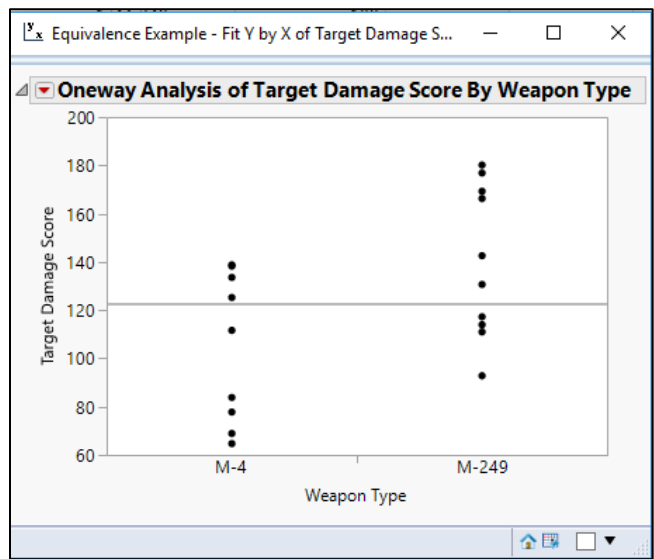 Equivalence Example - Fit Y by X of Target Damage S...
Oneway Analysis of Target Damage Score By Weapon Type
200
180
160
140
120
100
80
60
Target Damage Score
M-4
M-249
Weapon Type